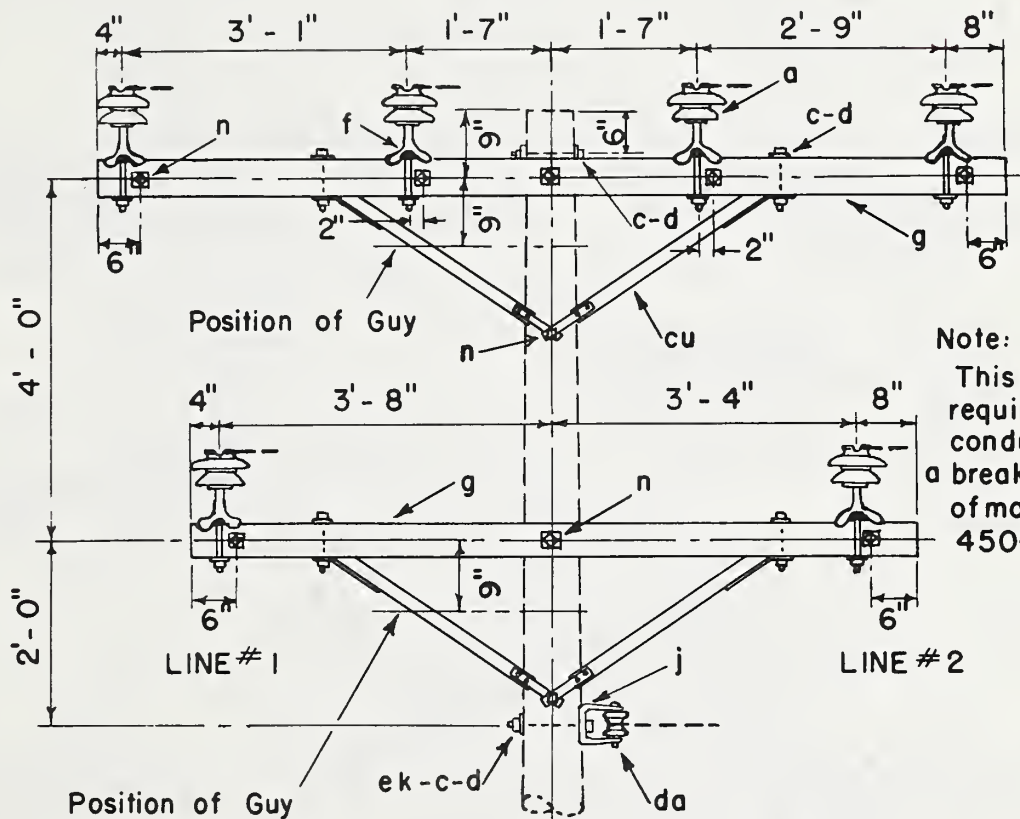 4"
3'-1"
1'-7"
1'-7"
2'-9"
8"
a
c-d
f
n
9"
6"
c-d
2"
9"
g
2"
6"
6"
Position of Guy
n
cu
4'-0"
Note:
This
requi
condu
a break
of mo
450
4"
3'-8"
3'-4"
8"
g
n
9"
6"
6"
2'-0"
LINE #1
LINE #2
j
ek-c-d
da
Position of Guy